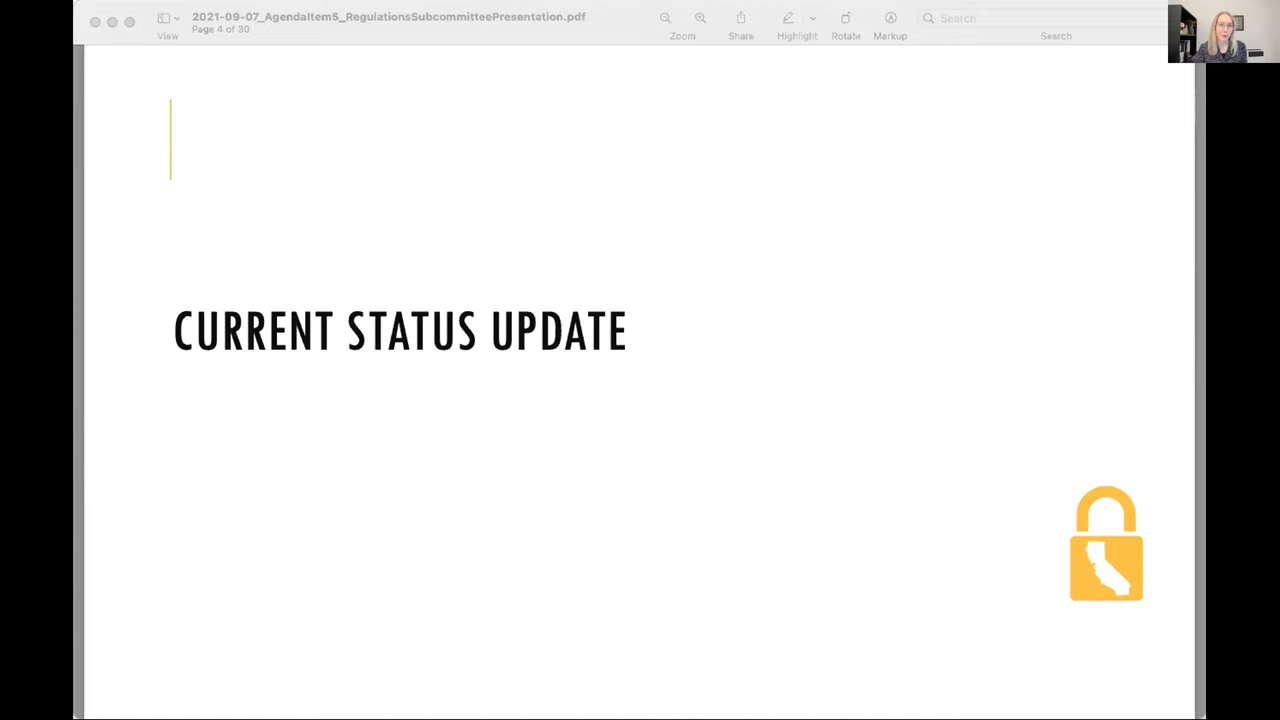 2021-09-07_AgendaItem5_RegulationsSubcommitteePresentation.pdf
Page 4 of 30
View
Zoom
Share
Highlight
Rotate
Markup
Search
Search
CURRENT STATUS UPDATE